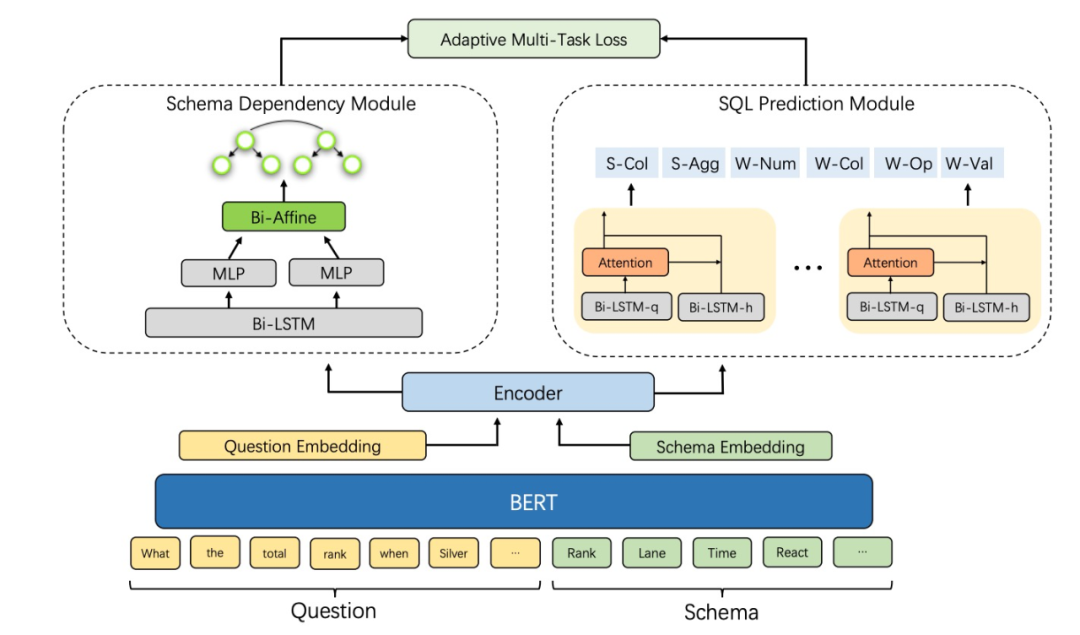 Adaptive Multi-Task Loss
Schema Dependency Module
SQL Prediction Module
S-Col S-Agg W-Num W-Col W-Op W-Val
Bi-Affine
MLP MLP
Bi-LSTM
Attention
Bi-LSTM-q Bi-LSTM-h
...
Attention
Bi-LSTM-q Bi-LSTM-h
Encoder
Question Embedding
Schema Embedding
BERT
What the total rank when Silver ...
Rank Lane Time React ...
Question
Schema